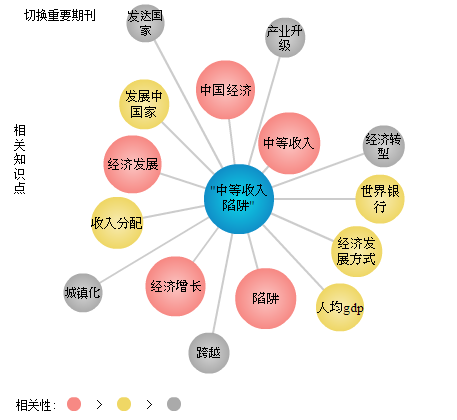 切换重要期刊
发达
国家
产业升
级
中国经济
发展中
国家
中等收入
经济转
型
相
关
知
识
点
经济发展
"中等收入
陷阱"
世界银
行
收入分配
经济发
展方式
城镇化
经济增长
陷阱
人均gdp
跨越
相关性: > >